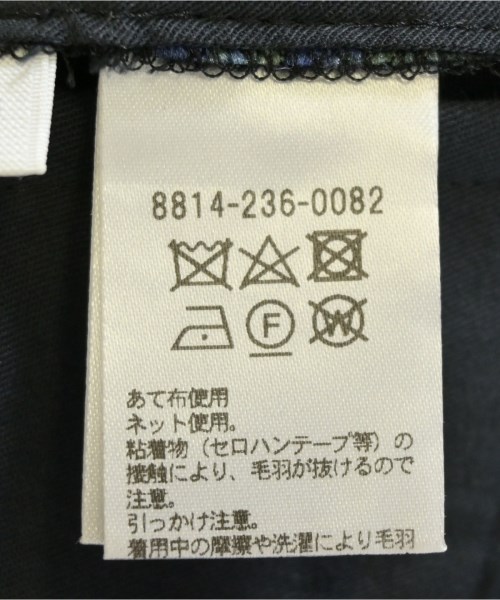 8814-236-0082
F
W
あて布使用
ネット使用。
粘着物（セロハンテープ等）の
接触により、毛羽が抜けるので
注意。
引っかけ注意。
着用中の摩擦や洗濯により毛羽